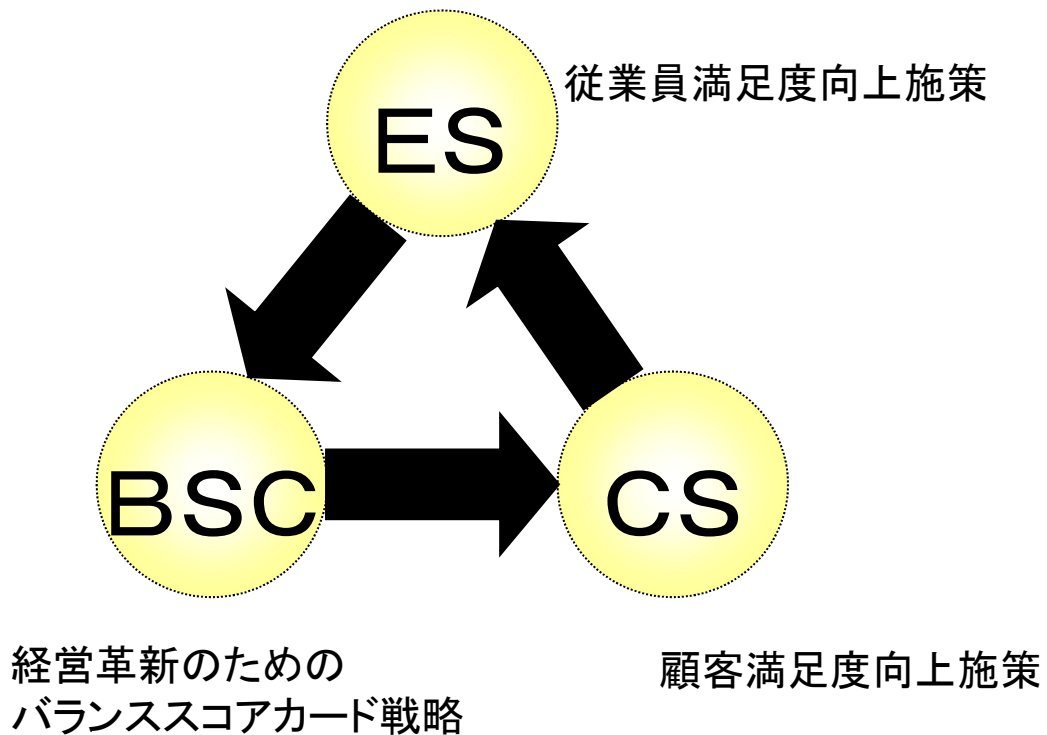 ES
従業員満足度向上施策
BSC
CS
経営革新のための
バランススコアカード戦略
顧客満足度向上施策